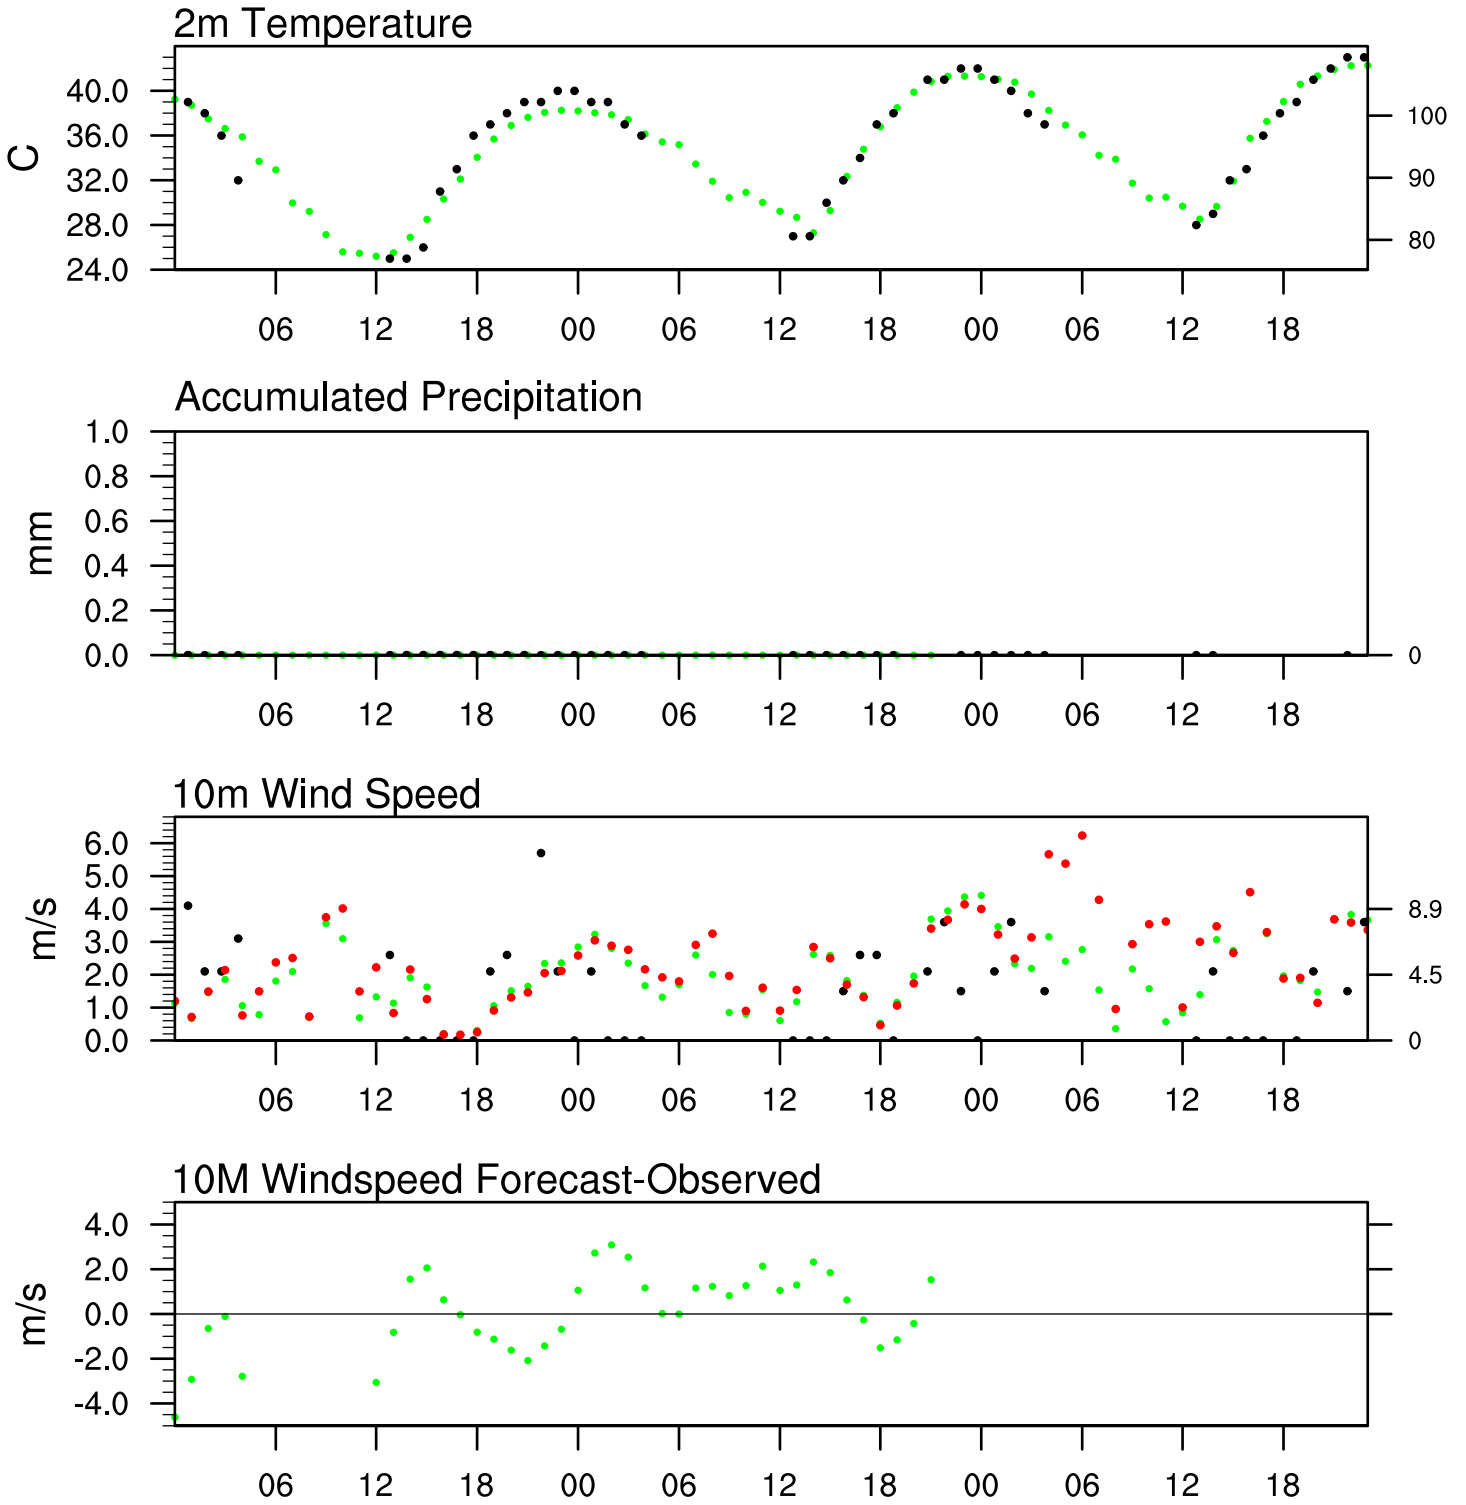 2m Temperature
C
40.0
36.0
32.0
28.0
24.0
100
90
80
06 12 18 00 06 12 18 00 06 12 18
Accumulated Precipitation
mm
1.0
0.8
0.6
0.4
0.2
0.0
0
06 12 18 00 06 12 18 00 06 12 18
10m Wind Speed
m/s
6.0
5.0
4.0
3.0
2.0
1.0
0.0
8.9
4.5
0
06 12 18 00 06 12 18 00 06 12 18
10M Windspeed Forecast-Observed
m/s
4.0
2.0
0.0
-2.0
-4.0
06 12 18 00 06 12 18 00 06 12 18